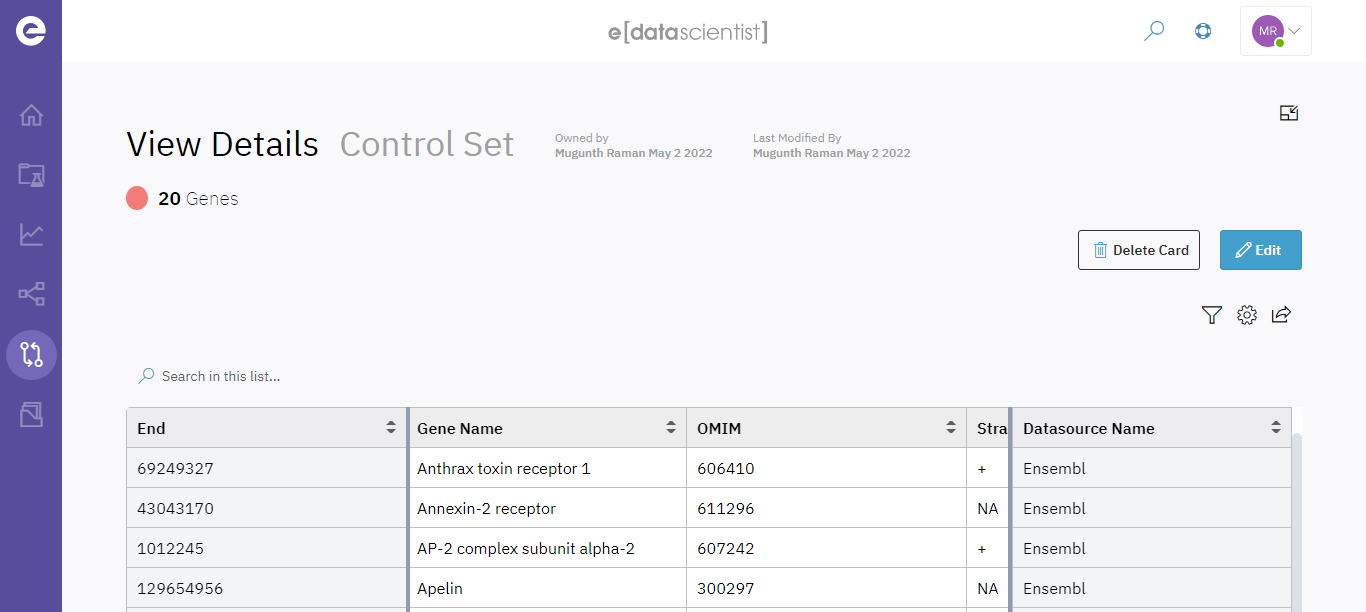 e[datascientist]
MR
View Details Control Set
Owned by
Mugunth Raman May 2 2022
Last Modified By
Mugunth Raman May 2 2022
20 Genes
Delete Card
Edit
Search in this list...
End Gene Name OMIM Stra Datasource Name
69249327 Anthrax toxin receptor 1 606410 + Ensembl
43043170 Annexin-2 receptor 611296 NA Ensembl
1012245 AP-2 complex subunit alpha-2 607242 + Ensembl
129654956 Apelin 300297 NA Ensembl